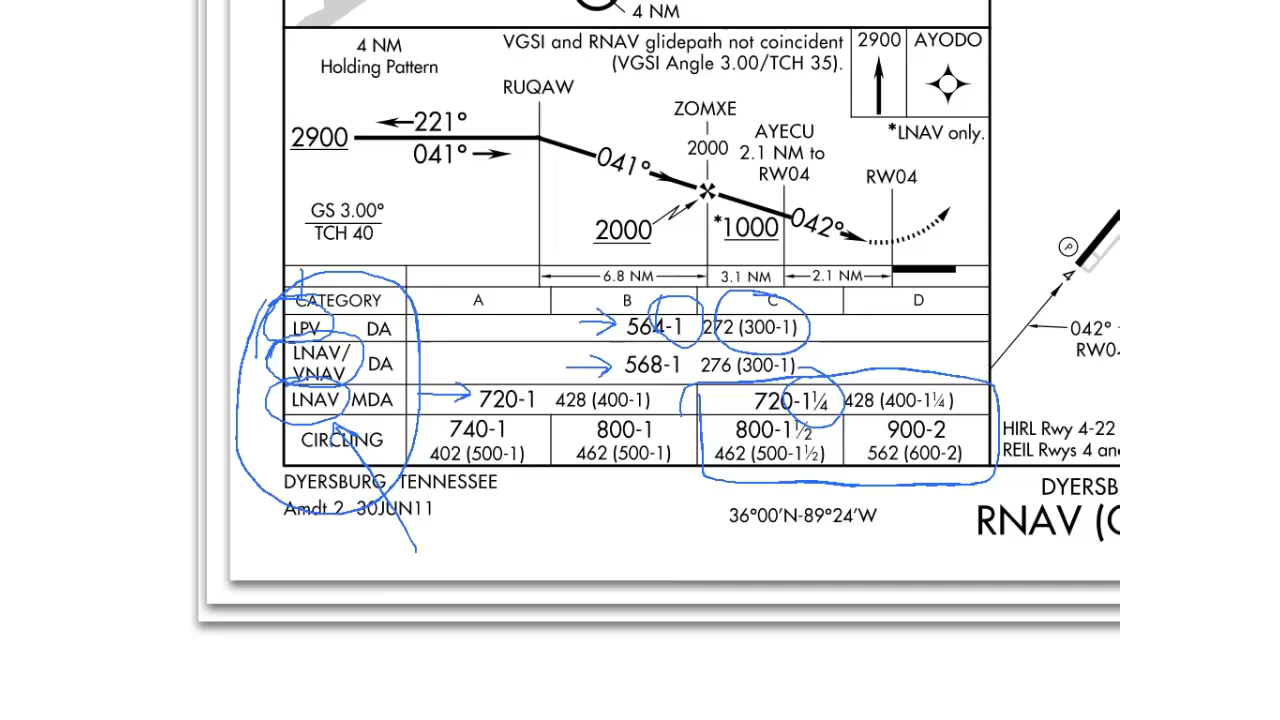 4 NM
4 NM
Holding Pattern
VGSI and RNAV glidepath not coincident
(VGSI Angle 3.00/TCH 35).
2900
AYODO
*LNAV only.
RUQAW
ZOMXE
2000
AYECU
2.1 NM to
RW04
RW04
2900
221°
041°
041°
042°
2000
*1000
GS 3.00°
TCH 40
6.8 NM
3.1 NM
2.1 NM
P
4
042°
RW0
CATEGORY A B C D
LPV DA 564-1 272 (300-1)
LNAV/
VNAV DA 568-1 276 (300-1)
LNAV MDA 720-1 428 (400-1) 720-1¼ 428 (400-1¼)
CIRCLING 740-1 800-1 800-1½ 900-2
402 (500-1) 462 (500-1) 462 (500-1½) 562 (600-2)
HIRL Rwy 4-22
REIL Rwys 4 an
DYERSBURG, TENNESSEE
Amdt 2 30JUN11
36°00'N-89°24'W
DYERSB
RNAV (